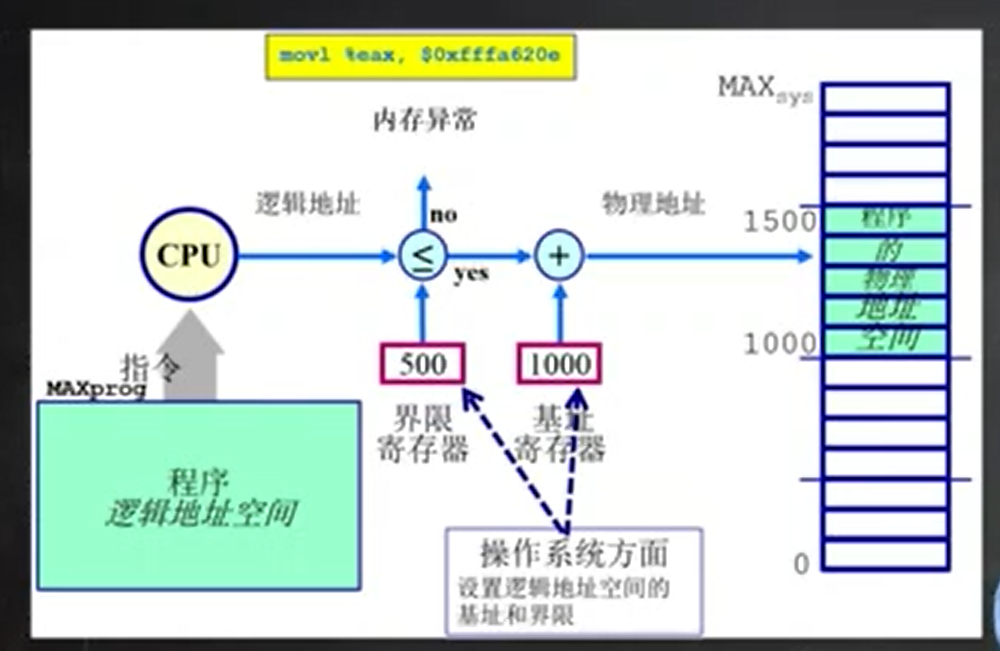 movl %eax, $0xfffa620e
内存异常
MAXsys
逻辑地址
no
物理地址
1500
程序
的
物理
地址
空间
CPU
≤
yes
+
1000
指令
MAXprog
500
1000
界限
寄存器
基址
寄存器
程序
逻辑地址空间
操作系统方面
设置逻辑地址空间的
基址和界限
0